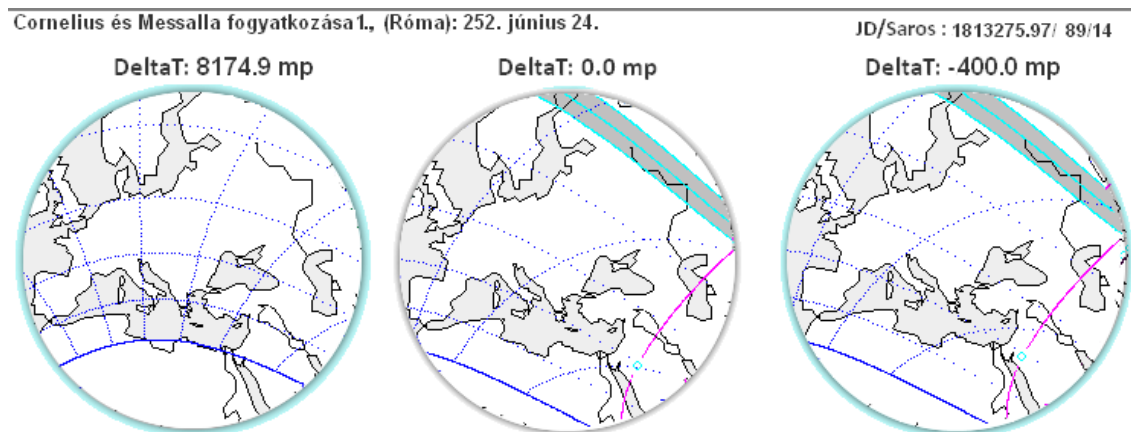 Cornelius és Messalla fogyatkozása1., (Róma): 252. június 24.
JD/Saros : 1813275.97/ 89/14
DeltaT: 8174.9 mp
DeltaT: 0.0 mp
DeltaT: -400.0 mp